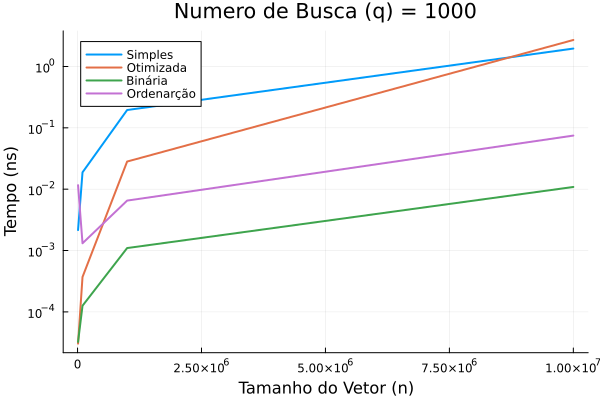 Numero de Busca (q) = 1000
Simples
Otimizada
Binária
Ordenarção
Tempo (ns)
10⁰
10⁻¹
10⁻²
10⁻³
10⁻⁴
0
2.50×10⁶
5.00×10⁶
7.50×10⁶
1.00×10⁷
Tamanho do Vetor (n)